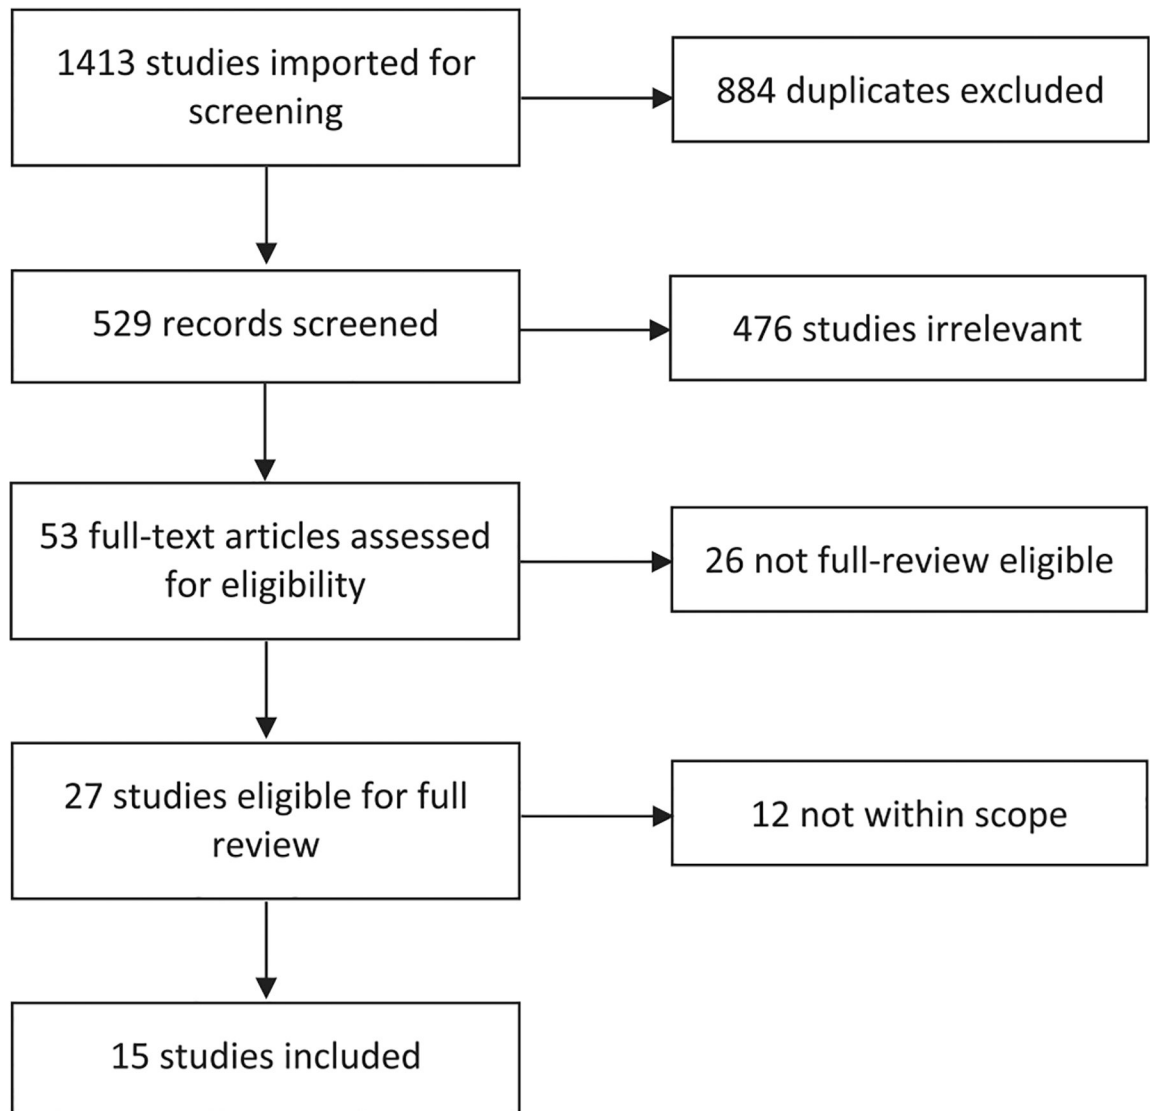 1413 studies imported for
screening
884 duplicates excluded
529 records screened
476 studies irrelevant
53 full-text articles assessed
for eligibility
26 not full-review eligible
27 studies eligible for full
review
12 not within scope
15 studies included